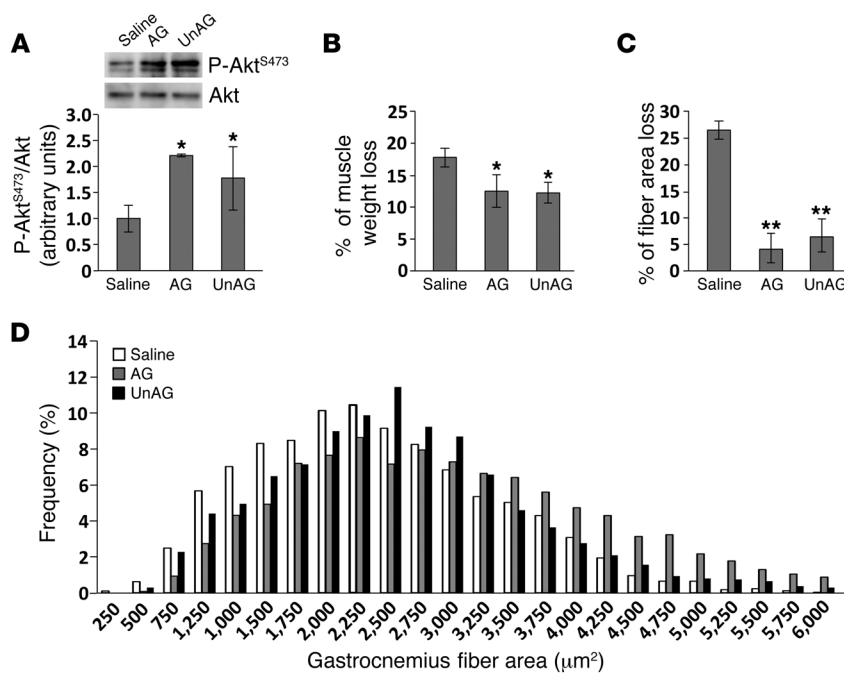 A
Saline
AG
UnAG
P-AktS473
Akt
P-AktS473/Akt
(arbitrary units)
3.0
2.5
2.0
1.5
1.0
0.5
0
*
*
Saline AG UnAG
B
% of muscle
weight loss
25
20
15
10
5
0
*
*
Saline AG UnAG
C
% of fiber area loss
30
25
20
15
10
5
0
**
**
Saline AG UnAG
D
Frequency (%)
14
12
10
8
6
4
2
0
Saline
AG
UnAG
250 500 750 1,250 1,000 1,500 1,750 2,000 2,250 2,500 2,750 3,000 3,250 3,500 3,750 4,000 4,250 4,500 4,750 5,000 5,250 5,500 5,750 6,000
Gastrocnemius fiber area (μm2)